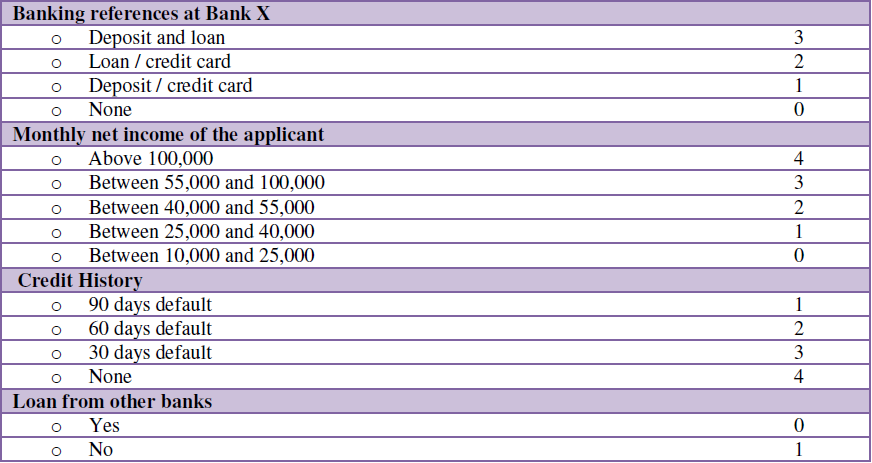 Banking references at Bank X
o Deposit and loan 3
o Loan / credit card 2
o Deposit / credit card 1
o None 0
Monthly net income of the applicant
o Above 100,000 4
o Between 55,000 and 100,000 3
o Between 40,000 and 55,000 2
o Between 25,000 and 40,000 1
o Between 10,000 and 25,000 0
Credit History
o 90 days default 1
o 60 days default 2
o 30 days default 3
o None 4
Loan from other banks
o Yes 0
o No 1